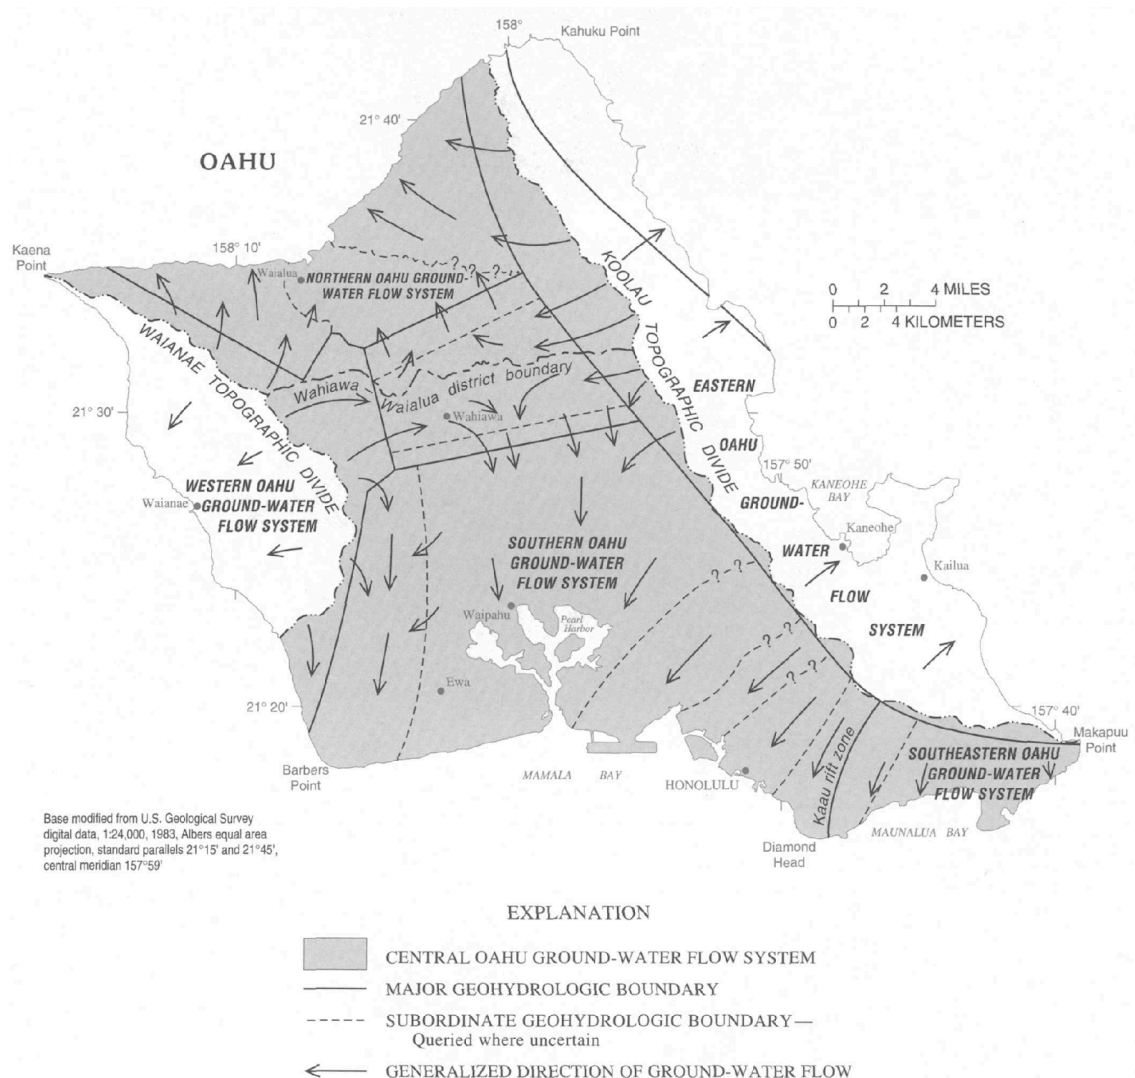 158°
Kahuku Point
21° 40'
OAHU
Kaena
Point
158° 10'
Waialua
NORTHERN OAHU GROUND-
WATER FLOW SYSTEM
? ? ?
KOOLAU TOPOGRAPHIC DIVIDE
0 2 4 MILES
0 2 4 KILOMETERS
WAIANAE TOPOGRAPHIC DIVIDE
Wahiawa
Waialua district boundary
EASTERN
OAHU
GROUND-
WATER
FLOW
SYSTEM
21° 30'
Wahiawa
157° 50'
KANEOHE
BAY
Kaneohe
Kailua
Waianae
WESTERN OAHU
GROUND-WATER
FLOW SYSTEM
SOUTHERN OAHU
GROUND-WATER
FLOW SYSTEM
? ?
Waipahu
Pearl
Harbor
? ?
? ?
Ewa
21° 20'
157° 40'
Makapuu
Point
Kaau rift zone
SOUTHEASTERN OAHU
GROUND-WATER
FLOW SYSTEM
Barbers
Point
MAMALA BAY
HONOLULU
MAUNALUA BAY
Diamond
Head
Base modified from U.S. Geological Survey
digital data, 1:24,000, 1983, Albers equal area
projection, standard parallels 21°15' and 21°45',
central meridian 157°59'
EXPLANATION
CENTRAL OAHU GROUND-WATER FLOW SYSTEM
MAJOR GEOHYDROLOGIC BOUNDARY
SUBORDINATE GEOHYDROLOGIC BOUNDARY—
Queried where uncertain
GENERALIZED DIRECTION OF GROUND-WATER FLOW